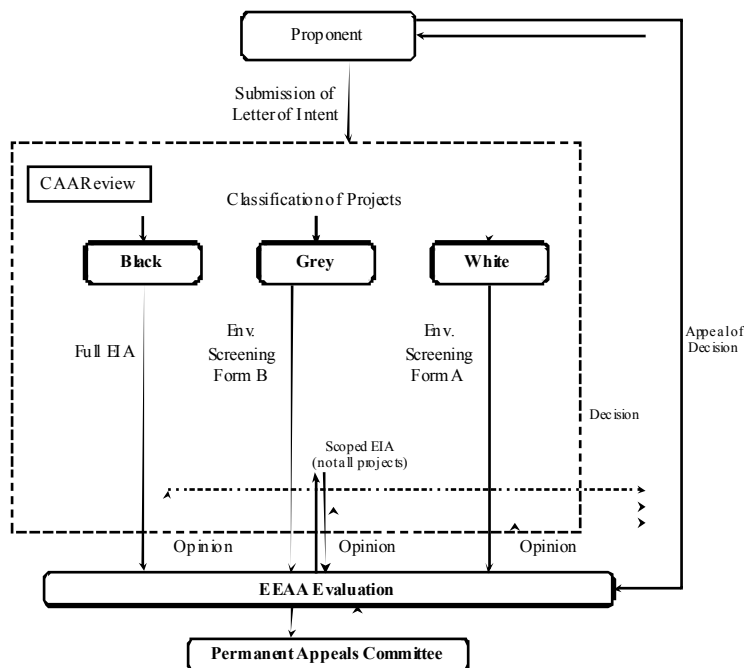 Proponent
Submission of
Letter of Intent
CAA Review
Classification of Projects
Black
Grey
White
Full EIA
Env.
Screening
Form B
Env.
Screening
Form A
Appeal of
Decision
Decision
Scoped EIA
(not all projects)
Opinion
Opinion
Opinion
EEAA Evaluation
Permanent Appeals Committee